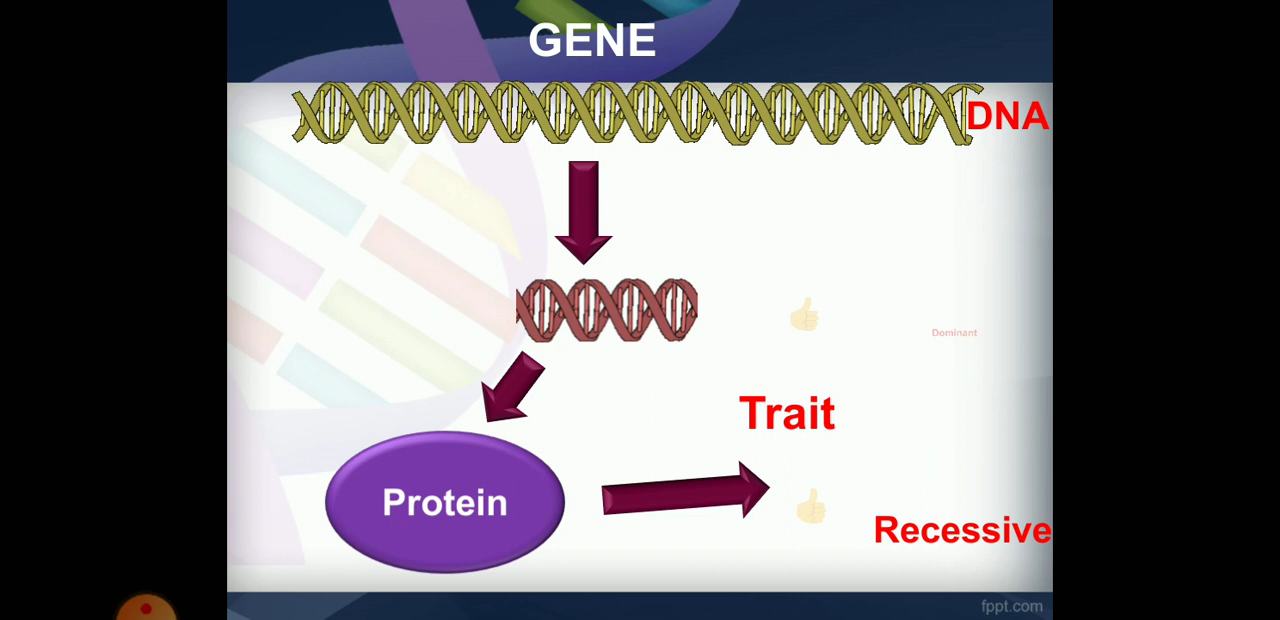 GENE
DNA
Dominant
Trait
Protein
Recessive
fppt.com